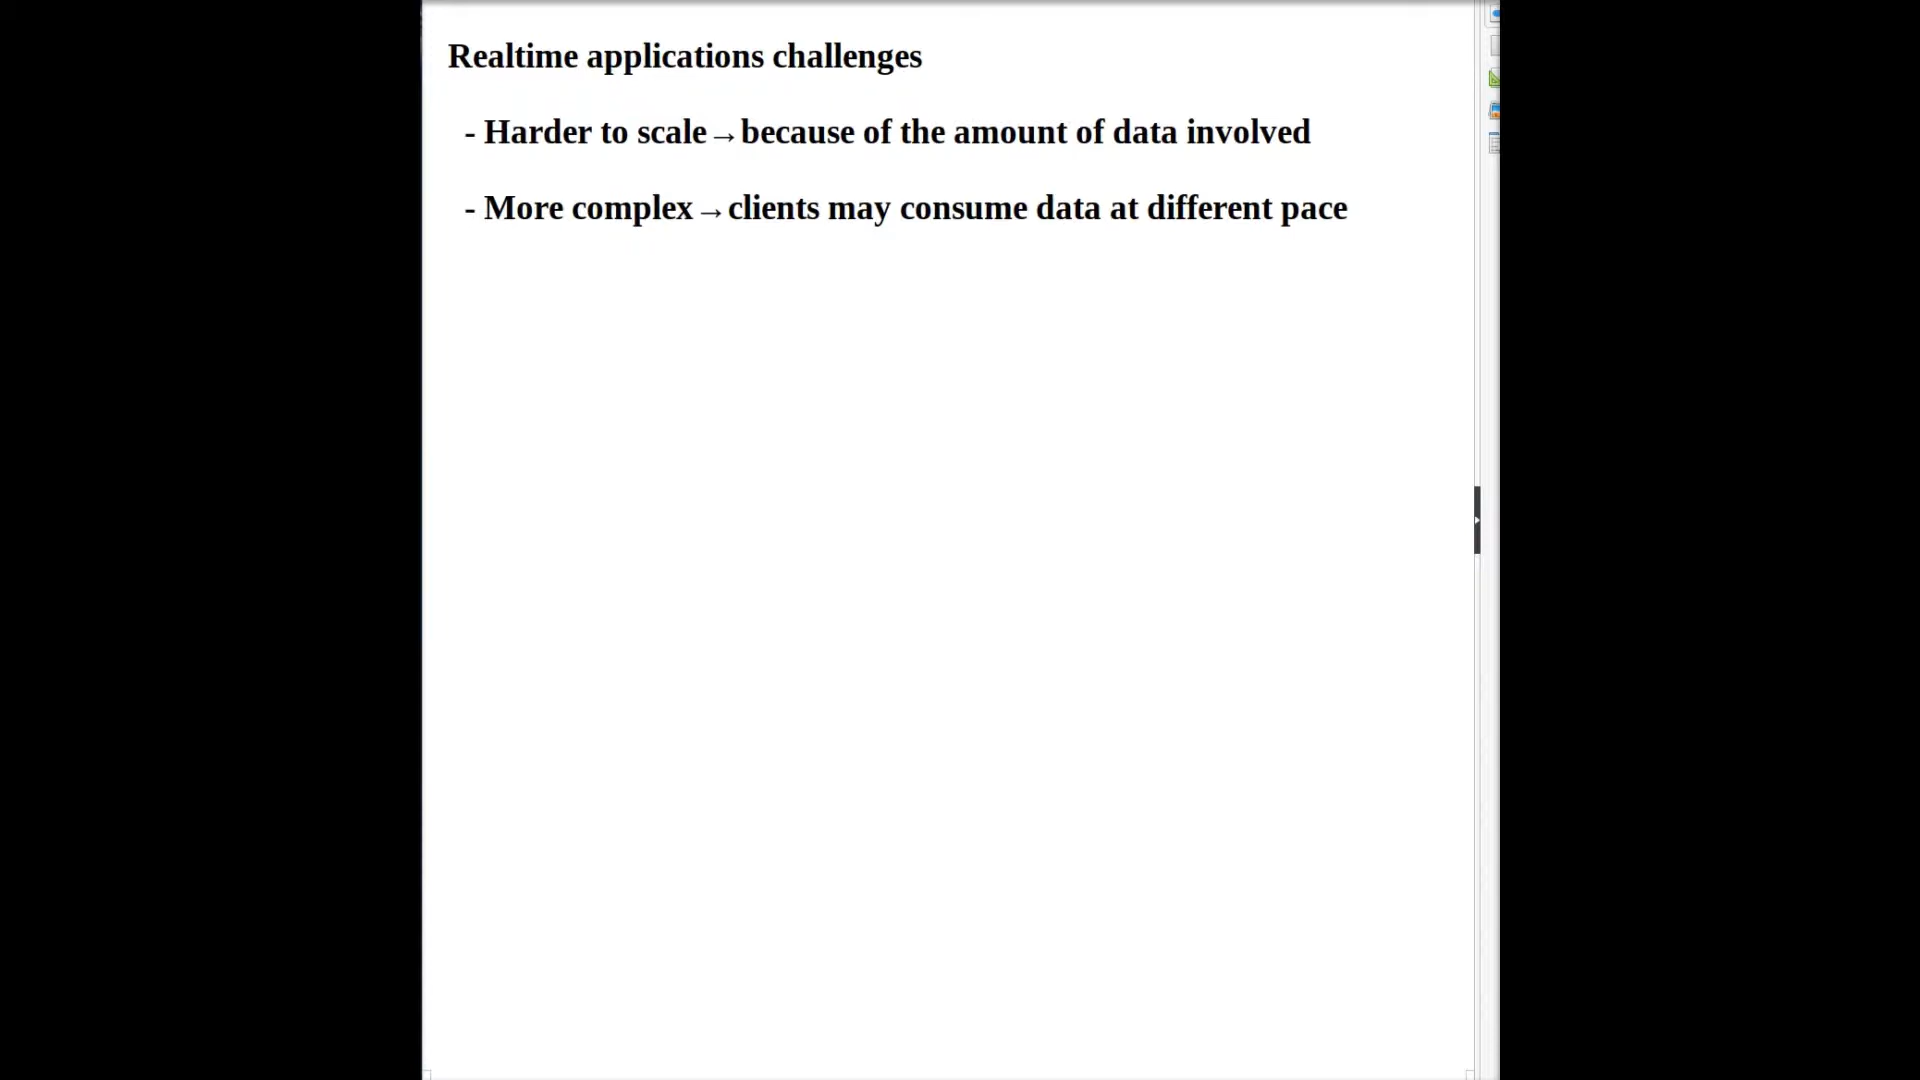 Realtime applications challenges
- Harder to scale→because of the amount of data involved
- More complex→clients may consume data at different pace